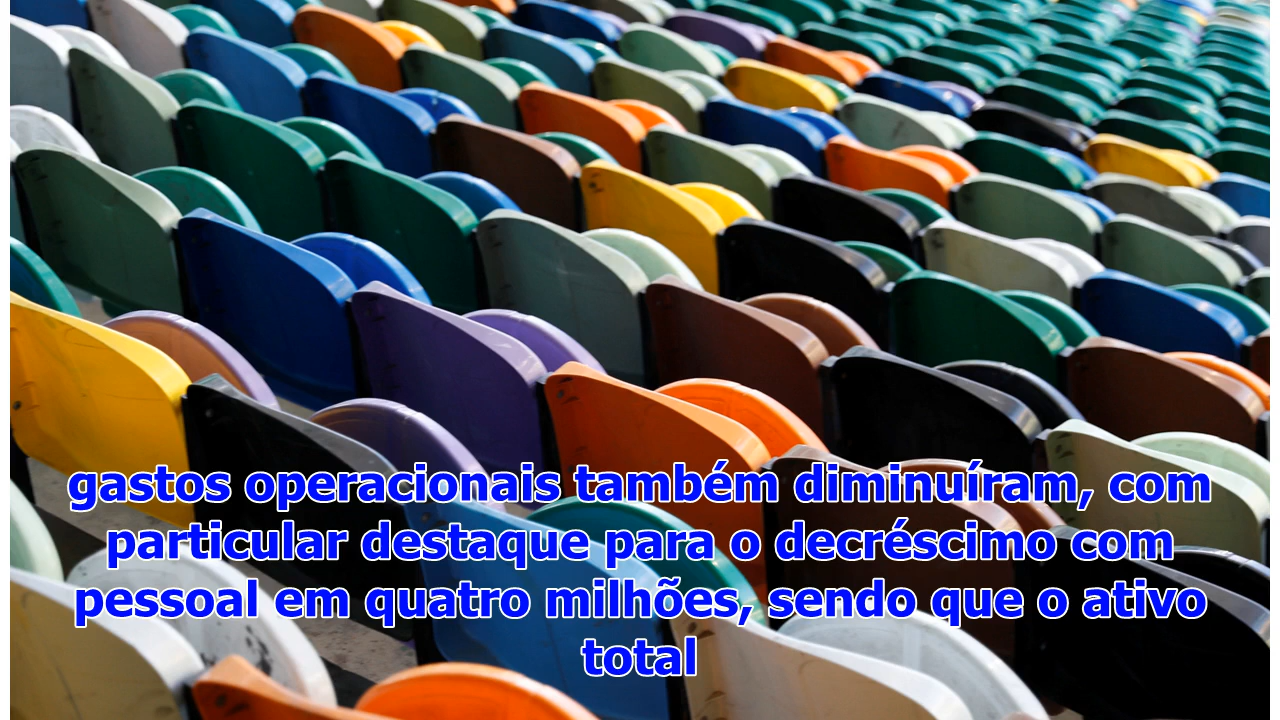 gastos operacionais também diminuíram, com
particular destaque para o decréscimo com
pessoal em quatro milhões, sendo que o ativo
total